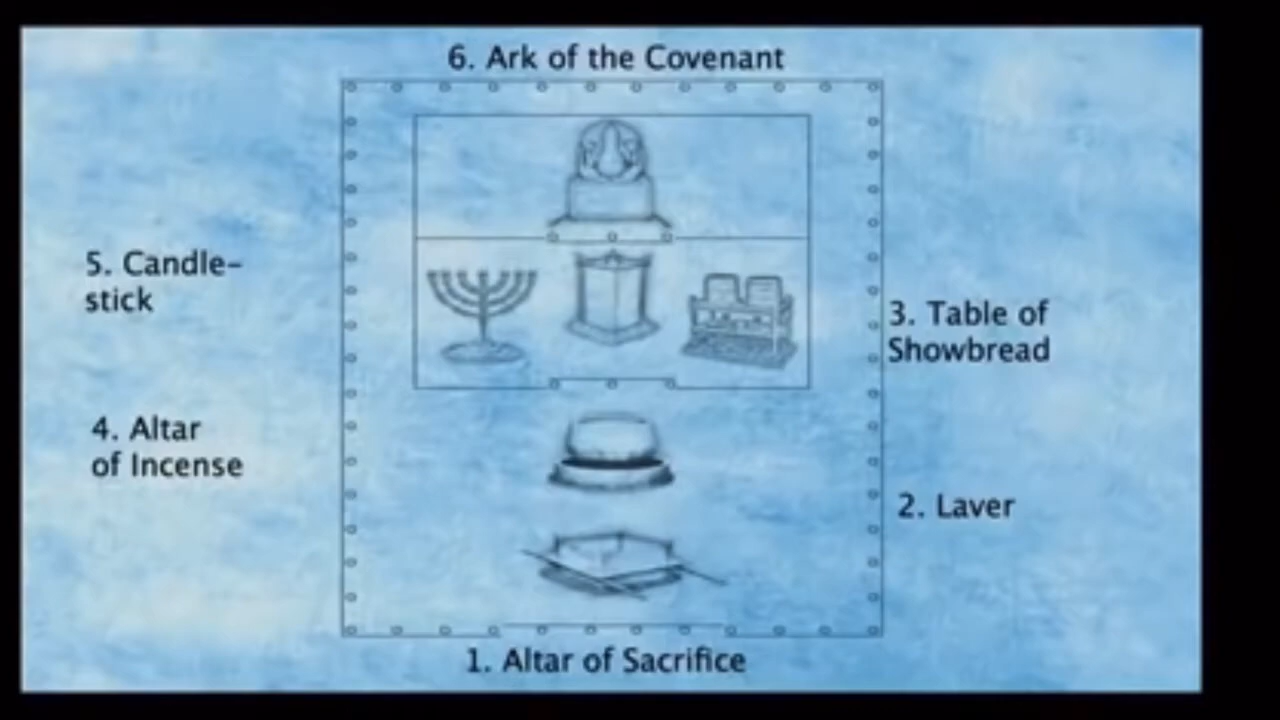 6. Ark of the Covenant
5. Candle-
stick
3. Table of
Showbread
4. Altar
of Incense
2. Laver
1. Altar of Sacrifice